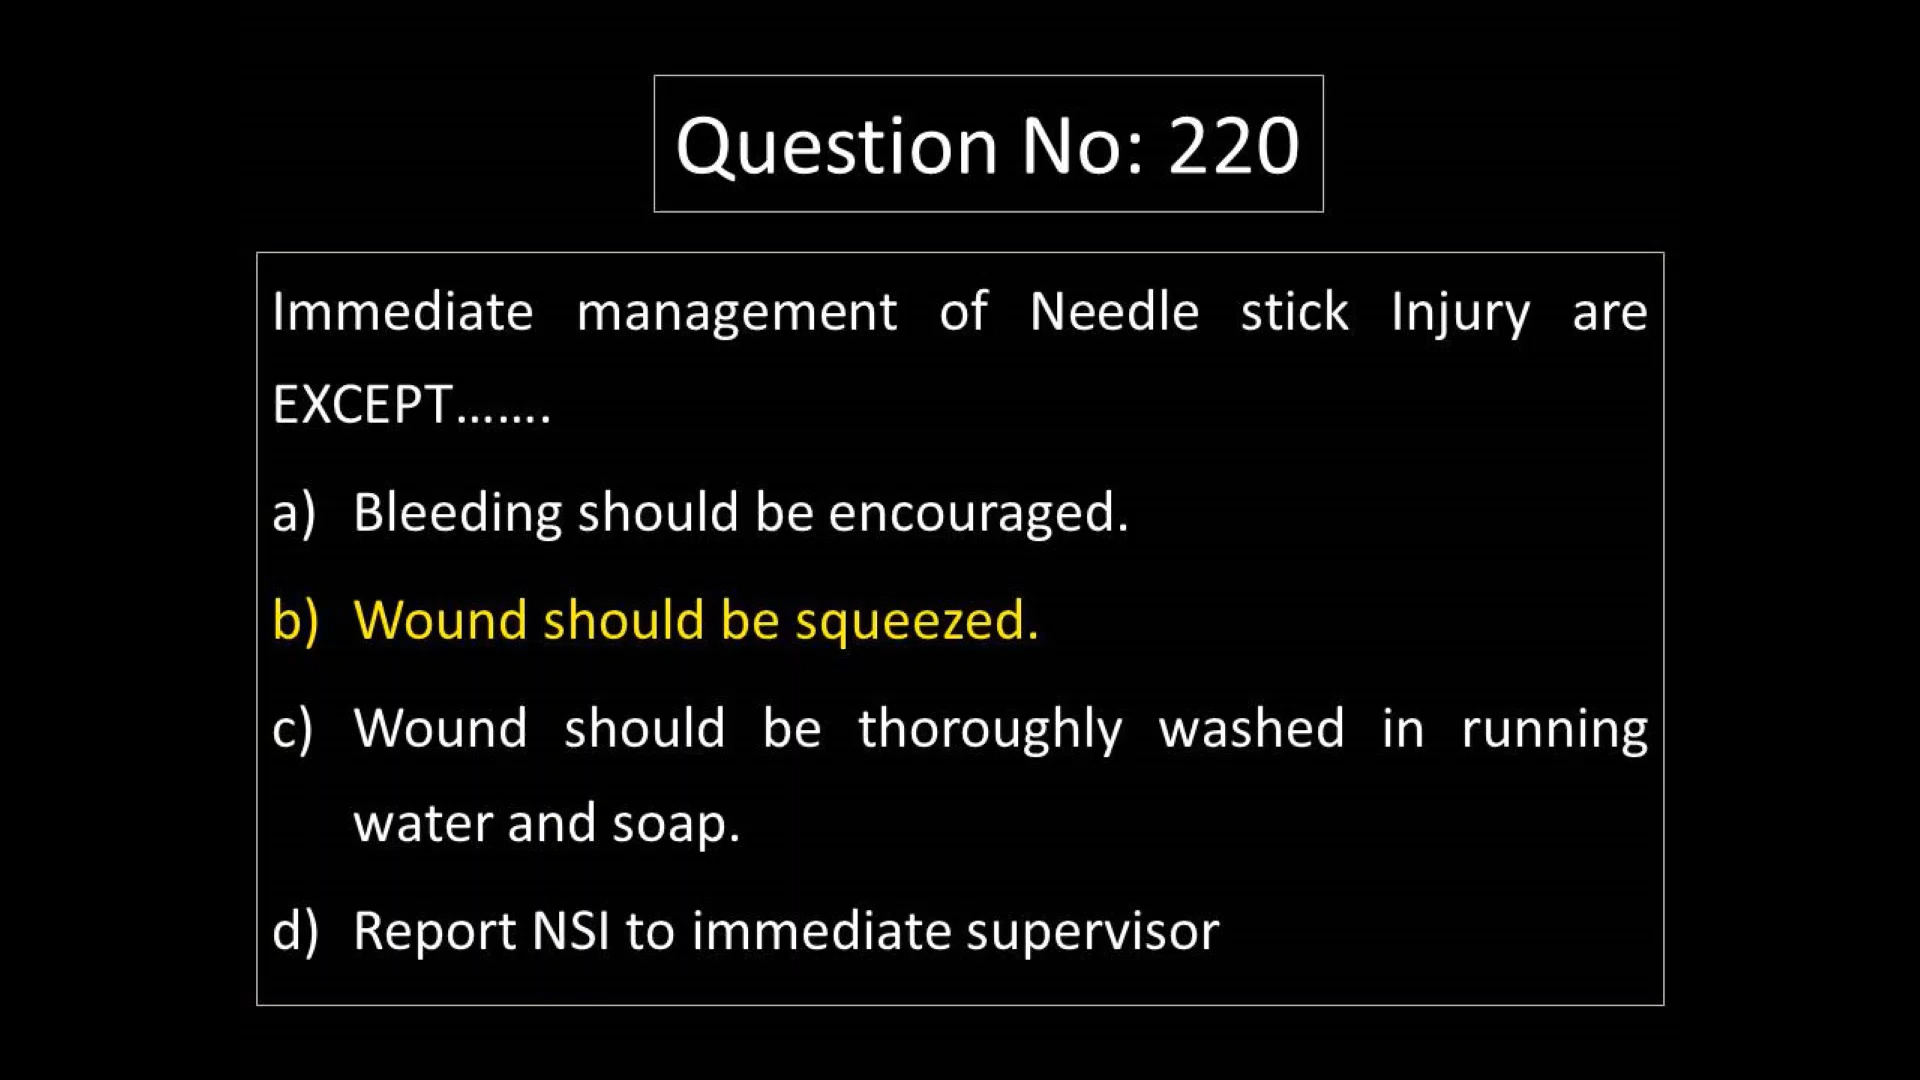 Question No: 220
Immediate management of Needle stick Injury are
EXCEPT.......
a) Bleeding should be encouraged.
b) Wound should be squeezed.
c) Wound should be thoroughly washed in running
water and soap.
d) Report NSI to immediate supervisor